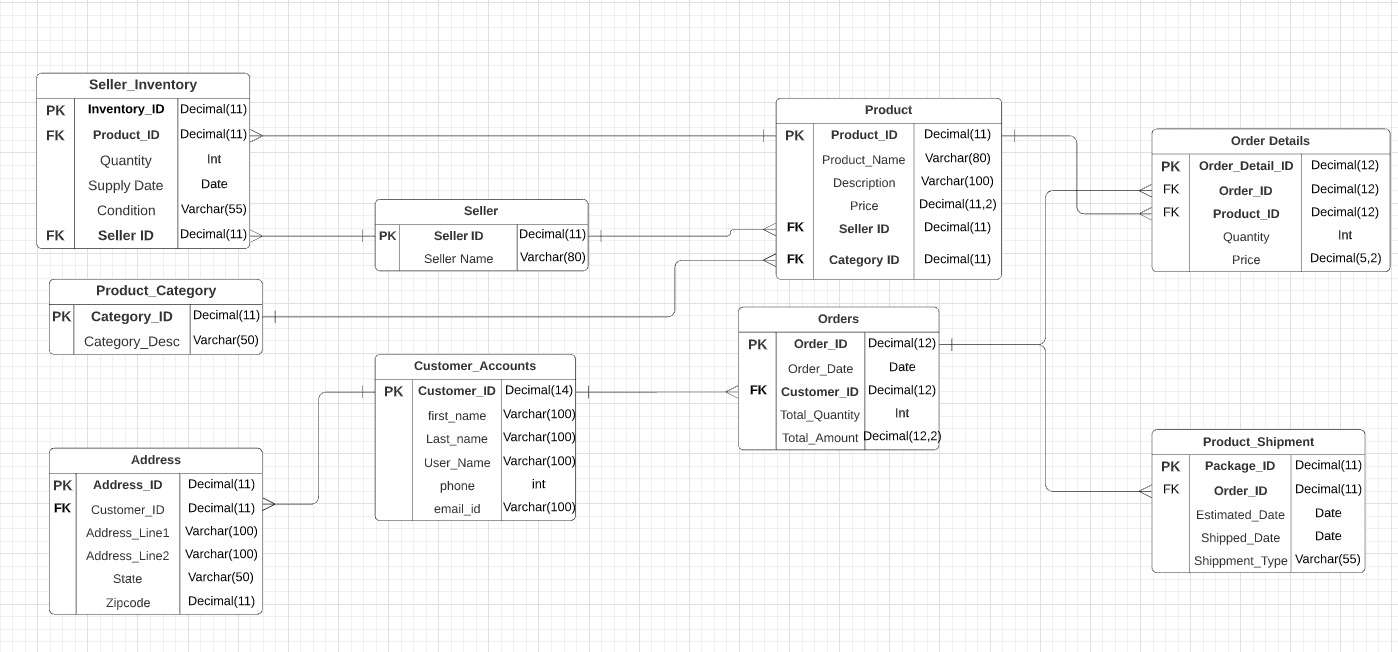 Seller_Inventory
PK Inventory_ID Decimal(11)
FK Product_ID Decimal(11)
Quantity Int
Supply Date Date
Condition Varchar(55)
FK Seller ID Decimal(11)
Seller
PK Seller ID Decimal(11)
Seller Name Varchar(80)
Product
PK Product_ID Decimal(11)
Product_Name Varchar(80)
Description Varchar(100)
Price Decimal(11,2)
FK Seller ID Decimal(11)
FK Category ID Decimal(11)
Order Details
PK Order_Detail_ID Decimal(12)
FK Order_ID Decimal(12)
FK Product_ID Decimal(12)
Quantity Int
Price Decimal(5,2)
Product_Category
PK Category_ID Decimal(11)
Category_Desc Varchar(50)
Customer_Accounts
PK Customer_ID Decimal(14)
first_name Varchar(100)
Last_name Varchar(100)
User_Name Varchar(100)
phone int
email_id Varchar(100)
Orders
PK Order_ID Decimal(12)
Order_Date Date
FK Customer_ID Decimal(12)
Total_Quantity Int
Total_Amount Decimal(12,2)
Address
PK Address_ID Decimal(11)
FK Customer_ID Decimal(11)
Address_Line1 Varchar(100)
Address_Line2 Varchar(100)
State Varchar(50)
Zipcode Decimal(11)
Product_Shipment
PK Package_ID Decimal(11)
FK Order_ID Decimal(11)
Estimated_Date Date
Shipped_Date Date
Shippment_Type Varchar(55)